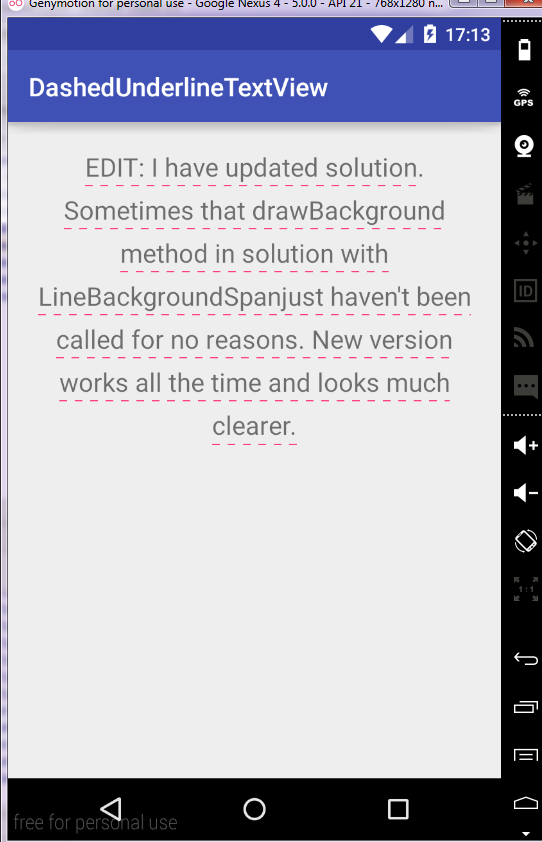 Genymotion for personal use - Google Nexus 4 - 5.0.0 - API 21 - 768x1280 n...
17:13
DashedUnderlineTextView
GPS
EDIT: I have updated solution.
Sometimes that drawBackground
method in solution with
LineBackgroundSpanjust haven't been
called for no reasons. New version
works all the time and looks much
clearer.
ID
1:1
free for personal use